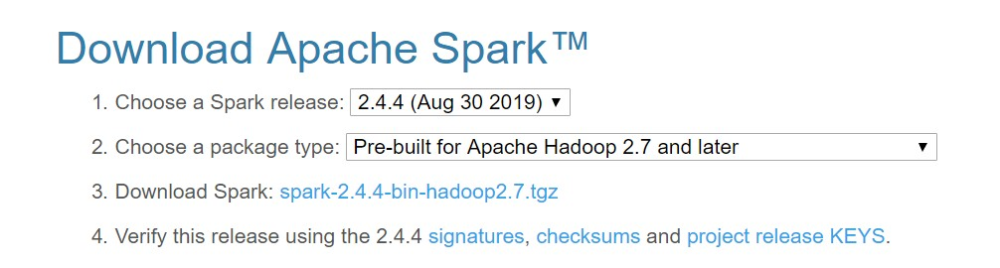 Download Apache Spark™
1. Choose a Spark release: 2.4.4 (Aug 30 2019) ▼
2. Choose a package type: Pre-built for Apache Hadoop 2.7 and later ▼
3. Download Spark: spark-2.4.4-bin-hadoop2.7.tgz
4. Verify this release using the 2.4.4 signatures, checksums and project release KEYS.